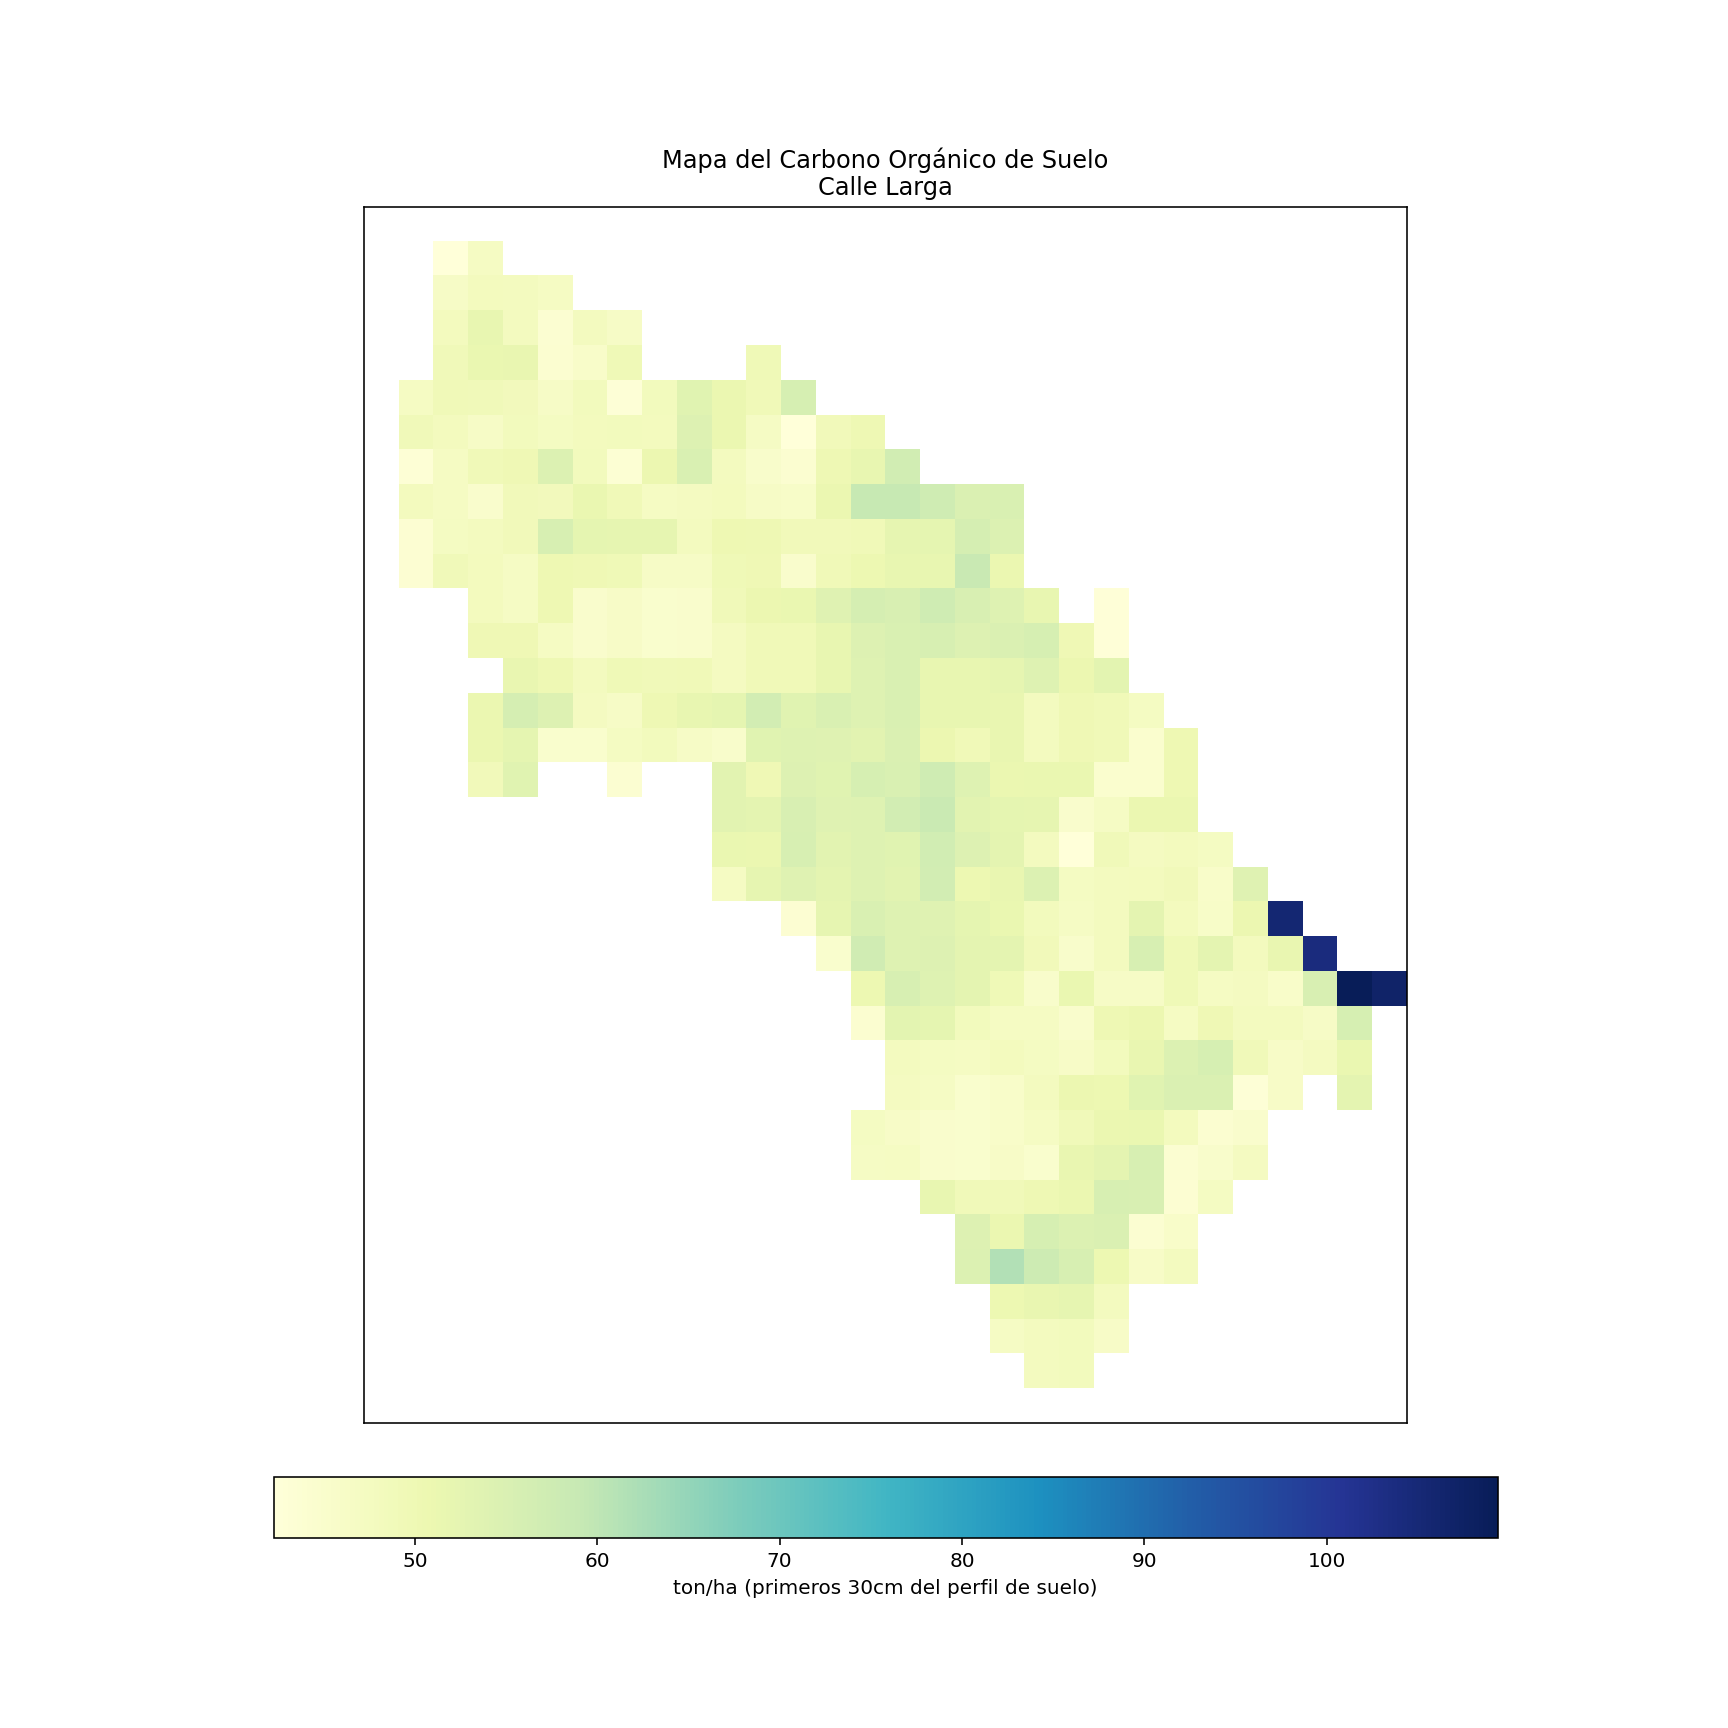 Mapa del Carbono Orgánico de Suelo
Calle Larga
50 60 70 80 90 100
ton/ha (primeros 30cm del perfil de suelo)